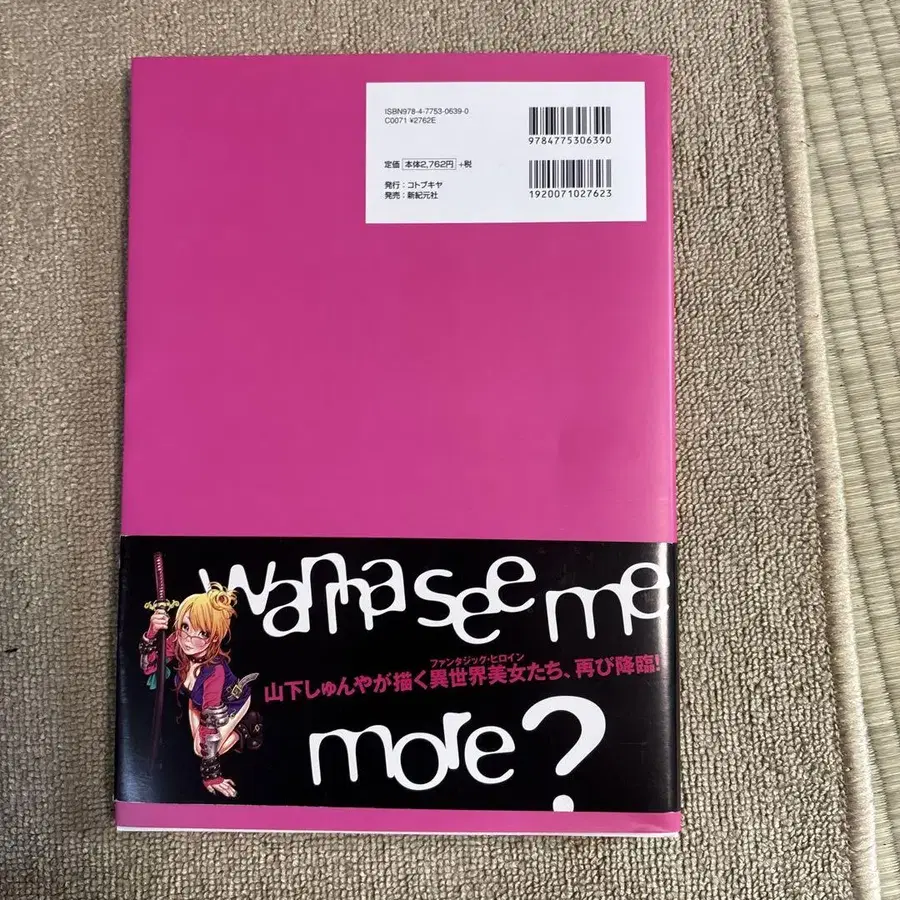 ISBN978-4-7753-0639-0
C0071 ¥2762E
9784775306390
定価 本体2,762円 +税
発行：コトブキヤ
発売：新紀元社
1920071027623
wanna see me
ファンタジッグ・ヒロイン
山下しゅんやが描く異世界美女たち、再び降臨!
more?